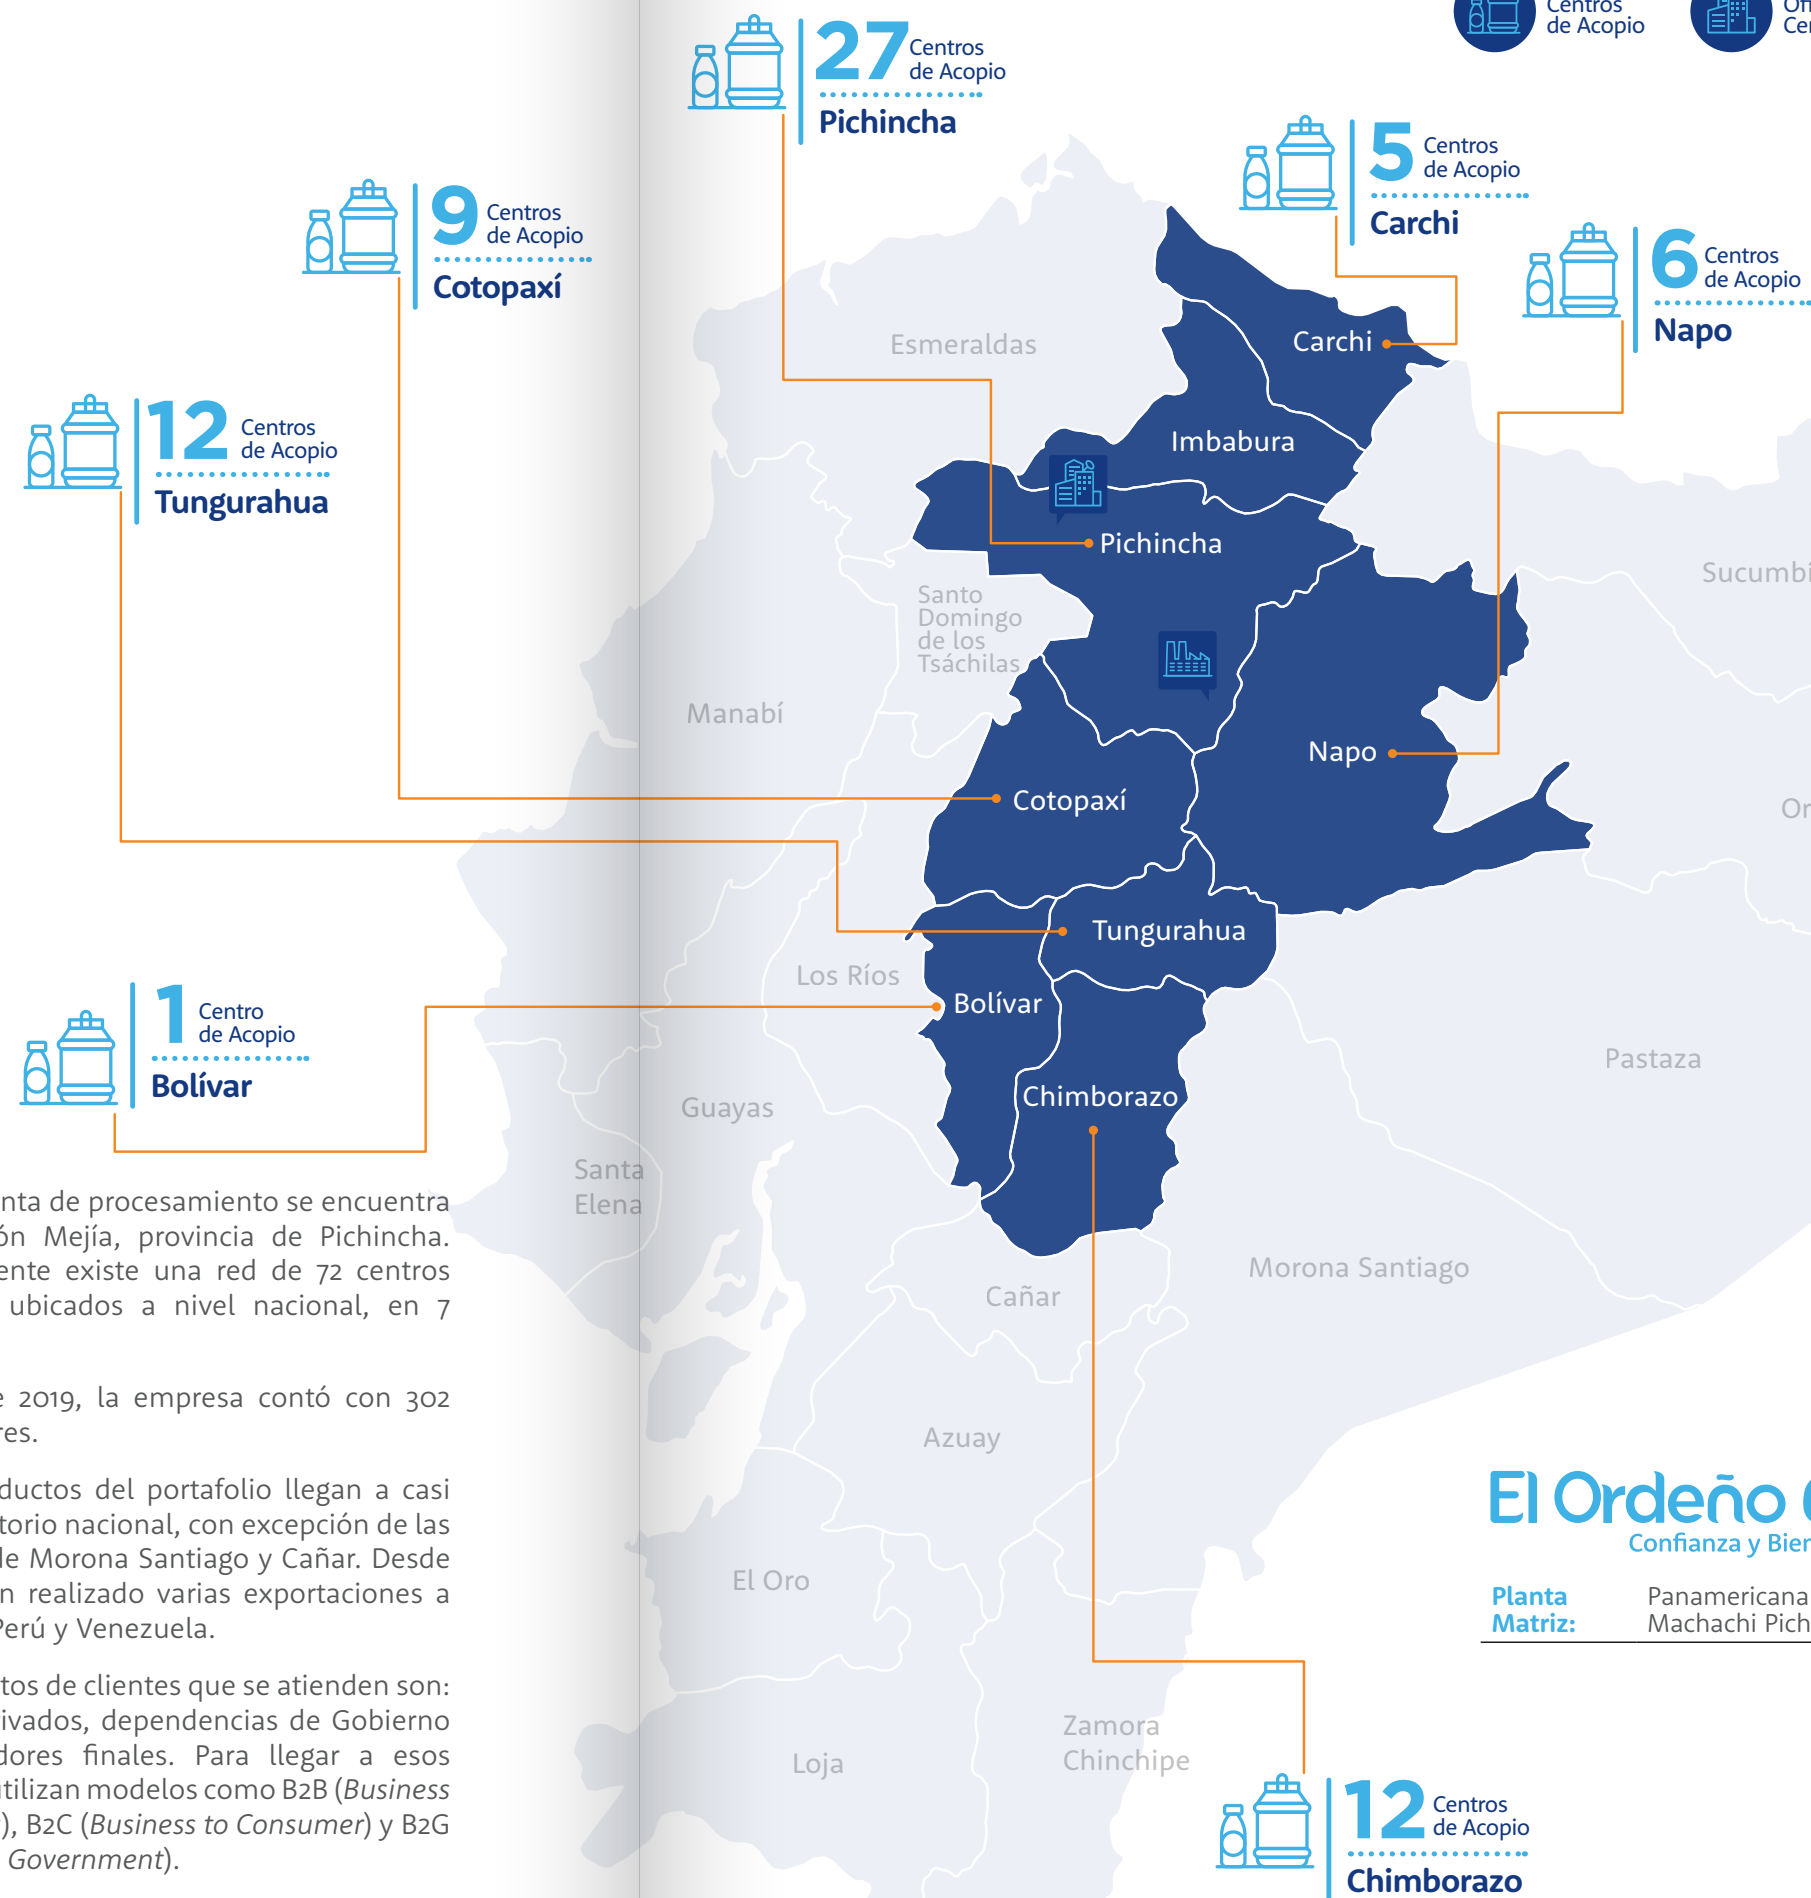 27 Centros
de Acopio
Pichincha
Centros
de Acopio
5 Centros
de Acopio
Carchi
9 Centros
de Acopio
Cotopaxí
6 Centros
de Acopio
Napo
12 Centros
de Acopio
Tungurahua
1 Centro
de Acopio
Bolívar
Esmeraldas
Carchi
Imbabura
Pichincha
Santo
Domingo
de los
Tsáchilas
Manabí
Napo
Cotopaxí
Tungurahua
Los Ríos
Bolívar
Pastaza
Chimborazo
Guayas
Santa
Elena
Morona Santiago
Cañar
Azuay
El Oro
Zamora
Chinchipe
Loja
nta de procesamiento se encuentra
ón Mejía, provincia de Pichincha.
ente existe una red de 72 centros
ubicados a nivel nacional, en 7
e 2019, la empresa contó con 302
res.
ductos del portafolio llegan a casi
torio nacional, con excepción de las
de Morona Santiago y Cañar. Desde
n realizado varias exportaciones a
Perú y Venezuela.
tos de clientes que se atienden son:
ivados, dependencias de Gobierno
dores finales. Para llegar a esos
utilizan modelos como B2B (Business
), B2C (Business to Consumer) y B2G
Government).
El Ordeño
Confianza y
Planta
Matriz:
Panamericana
Machachi
12 Centros
de Acopio
Chimborazo